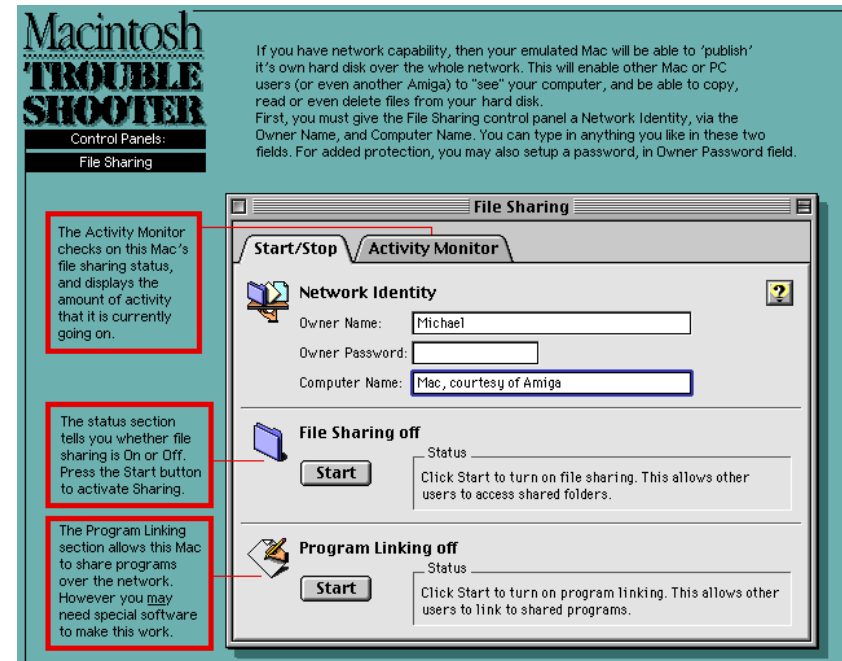 Macintosh
TROUBLE
SHOOTER
Control Panels:
File Sharing
If you have network capability, then your emulated Mac will be able to 'publish'
it's own hard disk over the whole network. This will enable other Mac or PC
users (or even another Amiga) to "see" your computer, and be able to copy,
read or even delete files from your hard disk.
First, you must give the File Sharing control panel a Network Identity, via the
Owner Name, and Computer Name. You can type in anything you like in these two
fields. For added protection, you may also setup a password, in Owner Password field.
The Activity Monitor
checks on this Mac's
file sharing status,
and displays the
amount of activity
that it is currently
going on.
The status section
tells you whether file
sharing is On or Off.
Press the Start button
to activate Sharing.
The Program Linking
section allows this Mac
to share programs
over the network.
However you may
need special software
to make this work.
File Sharing
Start/Stop Activity Monitor
Network Identity
?
Owner Name: Michael
Owner Password:
Computer Name: Mac, courtesy of Amiga
File Sharing off
Status
Start
Click Start to turn on file sharing. This allows other
users to access shared folders.
Program Linking off
Status
Start
Click Start to turn on program linking. This allows other
users to link to shared programs.